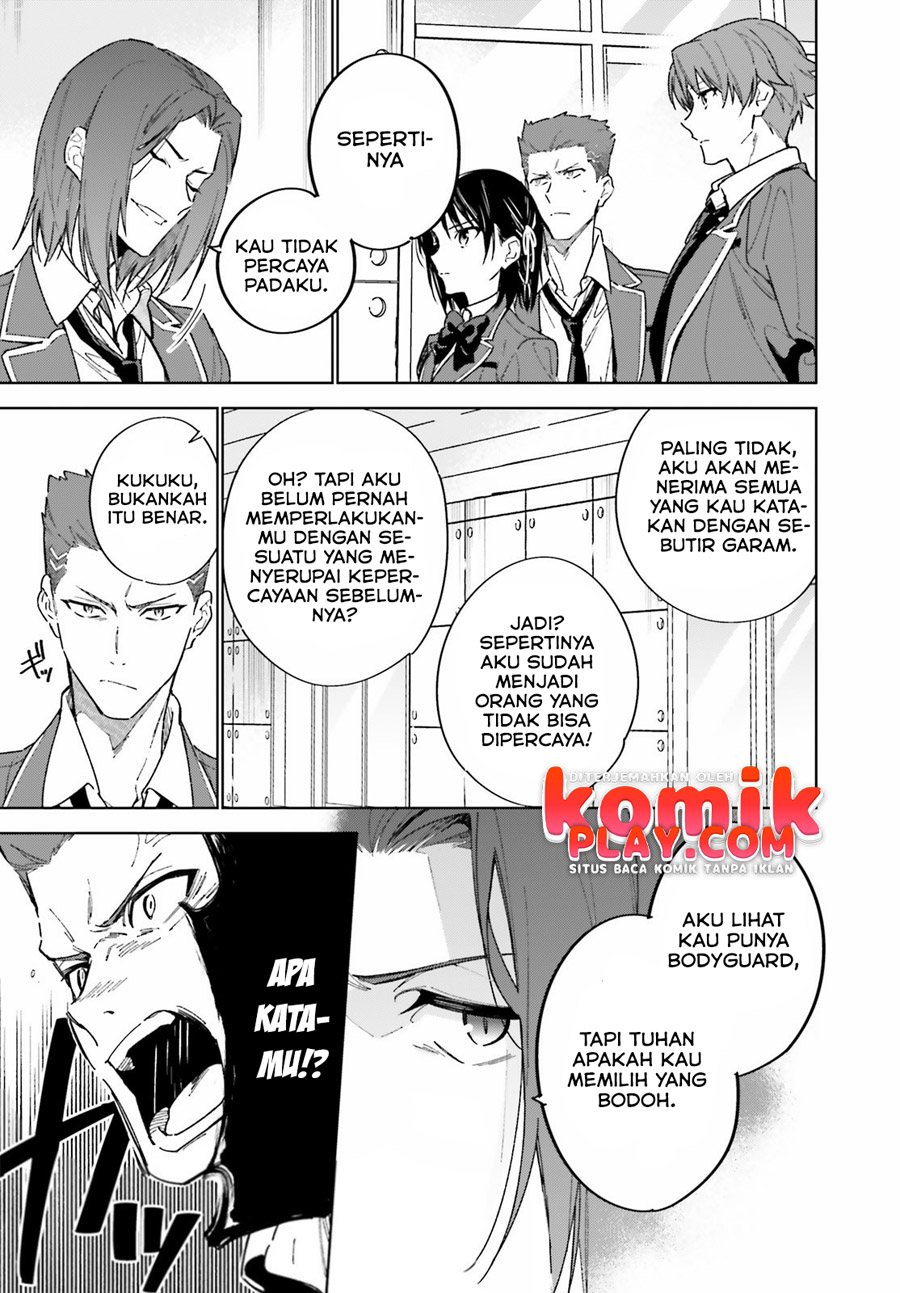 SEPERTI-
NYA
KAU TIDAK
PERCAYA
PADAKU.
PALING TIDAK,
AKU AKAN ME-
NERIMA SEMUA
YANG KAU KATA-
KAN DENGAN SE-
BUTIR GARAM.
JADI?
SEPERTINYA
AKU SUDAH
MENJADI
ORANG YANG
TIDAK BISA
DIPERCAYA!
OH? TAPI AKU
BELUM PERNAH
MEMPERLAKUKAN-
MU DENGAN SE-
SUATU YANG ME-
NYERUPAI KEPER-
CAYAAN SEBELUM-
NYA?
KUKUKU,
BUKANKAH
ITU BENAR.
ギッ
DITERJEMAHKAN OLEH
komik
PLAY.COM
SITUS BACA KOMIK TANPA IKLAN
AKU LIHAT
KAU PUNYA
BODYGUARD,
TAPI TUHAN
APAKAH KAU
MEMILIH YANG
BODOH.
APA
KATA-
MU!?